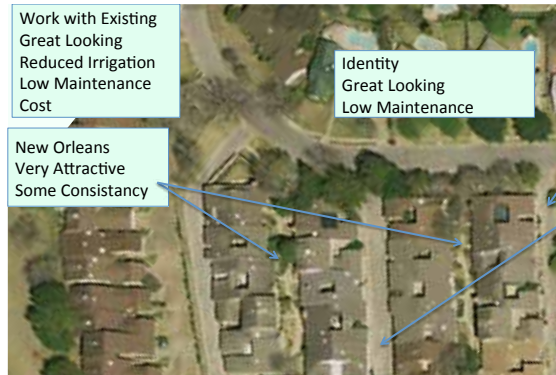 Work with Existing
Great Looking
Reduced Irrigation
Low Maintenance
Cost
Identity
Great Looking
Low Maintenance
New Orleans
Very Attractive
Some Consistancy